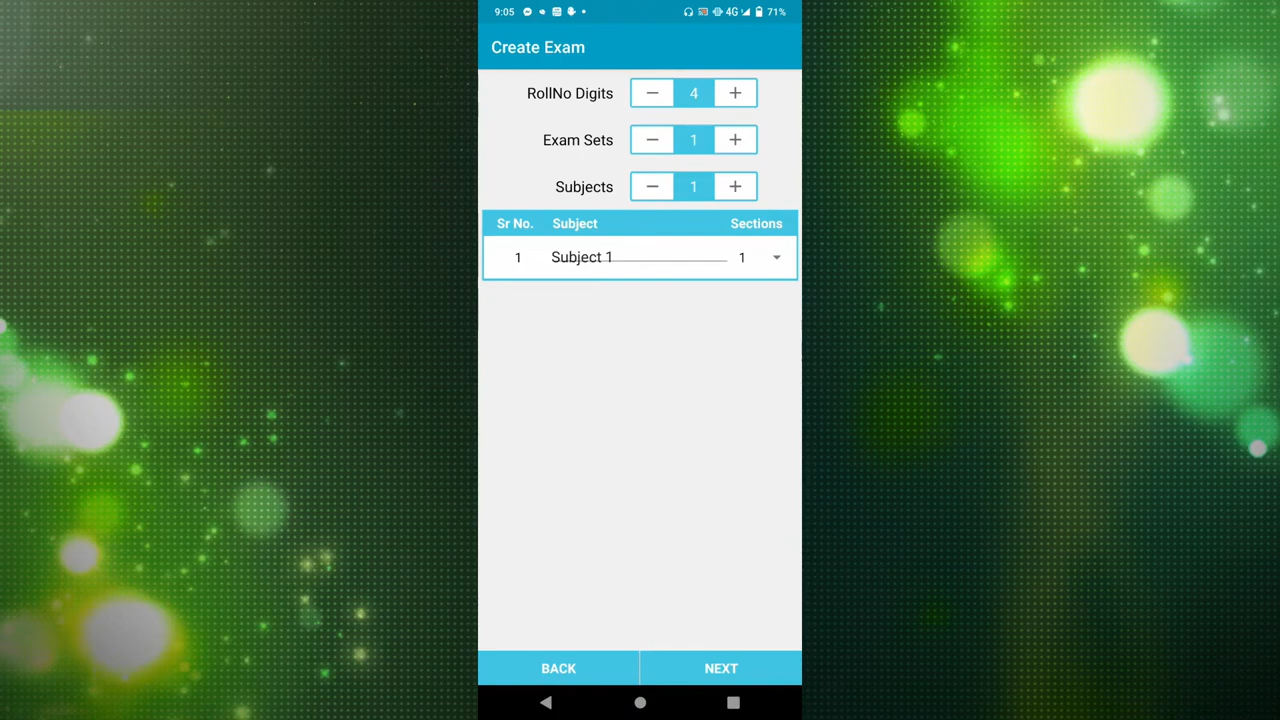 9:05 4G 71%
Create Exam
RollNo Digits − 4 +
Exam Sets − 1 +
Subjects − 1 +
Sr No. Subject Sections
1 Subject 1 1
BACK NEXT